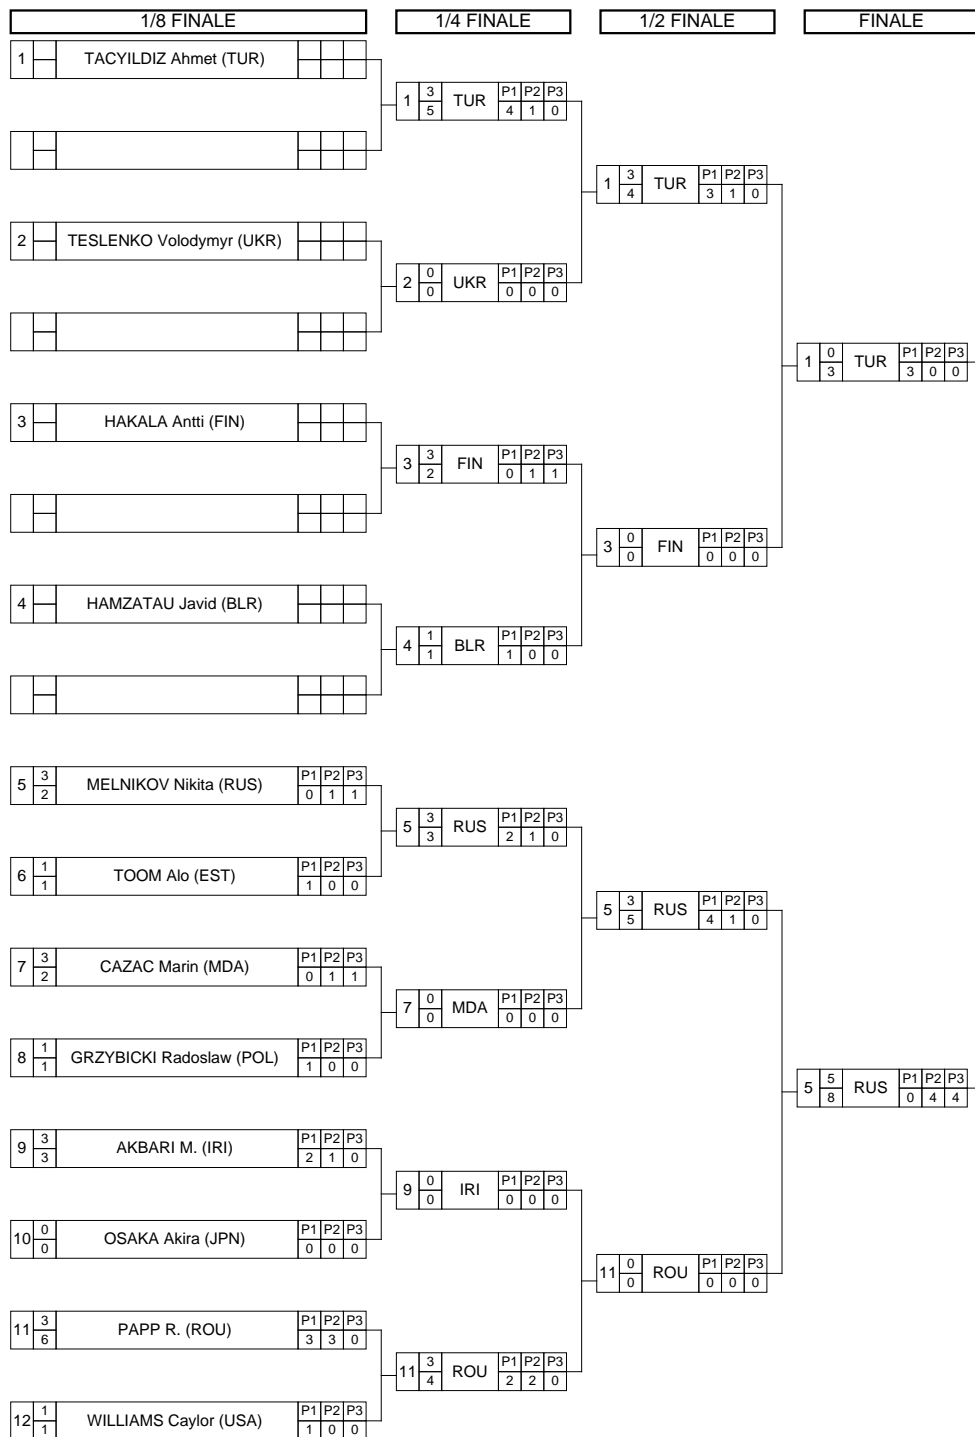 1/8 FINALE 1/4 FINALE 1/2 FINALE FINALE
1 TACYILDIZ Ahmet (TUR)
1 3 TUR P1 P2 P3
5 4 1 0
1 3 TUR P1 P2 P3
4 3 1 0
2 TESLENKO Volodymyr (UKR)
2 0 UKR P1 P2 P3
0 0 0 0
1 0 TUR P1 P2 P3
3 3 0 0
3 HAKALA Antti (FIN)
3 3 FIN P1 P2 P3
2 0 1 1
3 0 FIN P1 P2 P3
0 0 0 0
4 HAMZATAU Javid (BLR)
4 1 BLR P1 P2 P3
1 1 0 0
5 3 MELNIKOV Nikita (RUS) P1 P2 P3
2 0 1 1
5 3 RUS P1 P2 P3
3 2 1 0
6 1 TOOM Alo (EST) P1 P2 P3
1 1 0 0
5 3 RUS P1 P2 P3
5 4 1 0
7 3 CAZAC Marin (MDA) P1 P2 P3
2 0 1 1
7 0 MDA P1 P2 P3
0 0 0 0
8 1 GRZYBICKI Radoslaw (POL) P1 P2 P3
1 1 0 0
5 5 RUS P1 P2 P3
8 0 4 4
9 3 AKBARI M. (IRI) P1 P2 P3
3 2 1 0
9 0 IRI P1 P2 P3
0 0 0 0
10 0 OSAKA Akira (JPN) P1 P2 P3
0 0 0 0
11 0 ROU P1 P2 P3
0 0 0 0
11 3 PAPP R. (ROU) P1 P2 P3
6 3 3 0
11 3 ROU P1 P2 P3
4 2 2 0
12 1 WILLIAMS Caylor (USA) P1 P2 P3
1 1 0 0